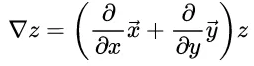 ∇z = (∂/∂x x⃗ + ∂/∂y y⃗) z